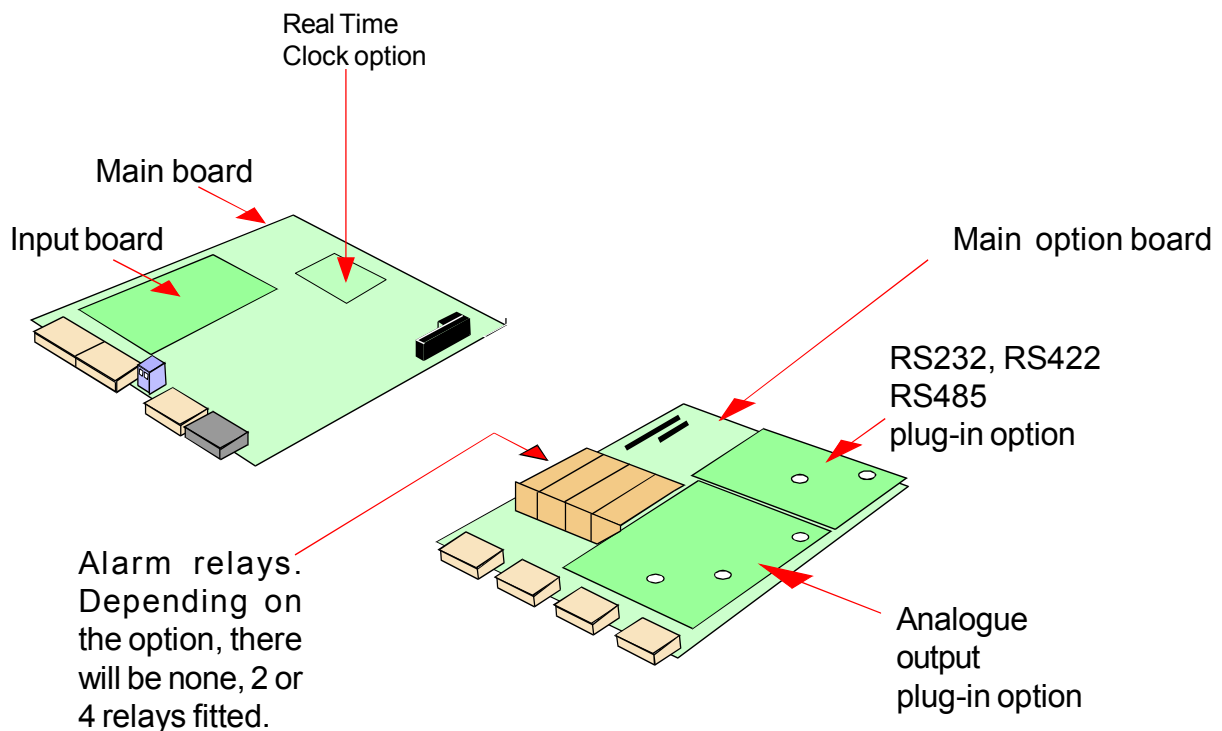 Real Time
Clock option
Main board
Input board
Main option board
RS232, RS422
RS485
plug-in option
Alarm relays.
Depending on
the option, there
will be none, 2 or
4 relays fitted.
Analogue
output
plug-in option